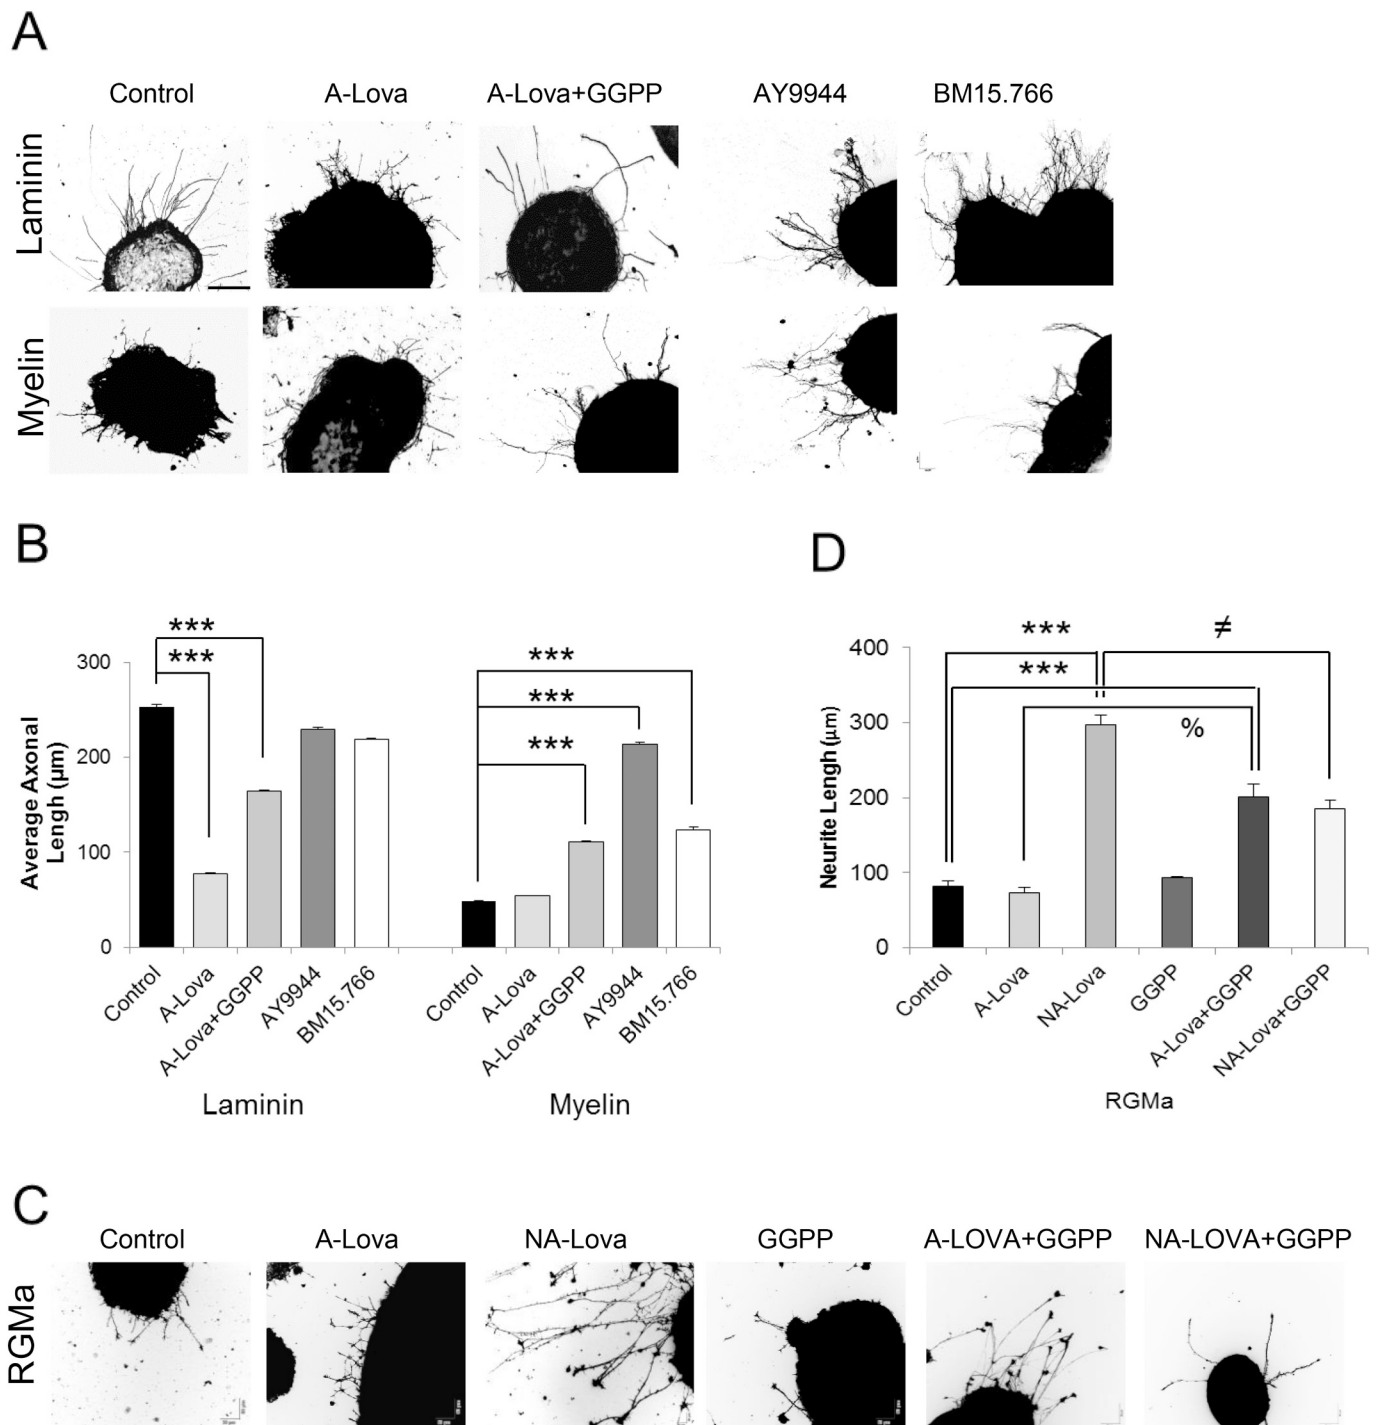 A
Control A-Lova A-Lova+GGPP AY9944 BM15.766
Laminin
Myelin
B
*** 
***
300
200
100
0
Average Axonal
Lengh (μm)
***
***
***
Control A-Lova A-Lova+GGPP AY9944 BM15.766
Control A-Lova A-Lova+GGPP AY9944 BM15.766
Laminin Myelin
D
*** ≠
***
%
400
300
200
100
0
Neurite Lengh (μm)
Control A-Lova NA-Lova GGPP A-Lova+GGPP NA-Lova+GGPP
RGMa
C
Control A-Lova NA-Lova GGPP A-LOVA+GGPP NA-LOVA+GGPP
RGMa